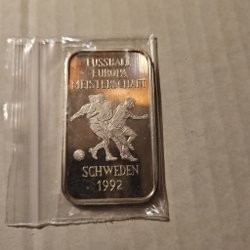 FUSSBALL
EUROPA
MEISTERSCHAFT
SCHWEDEN
1992